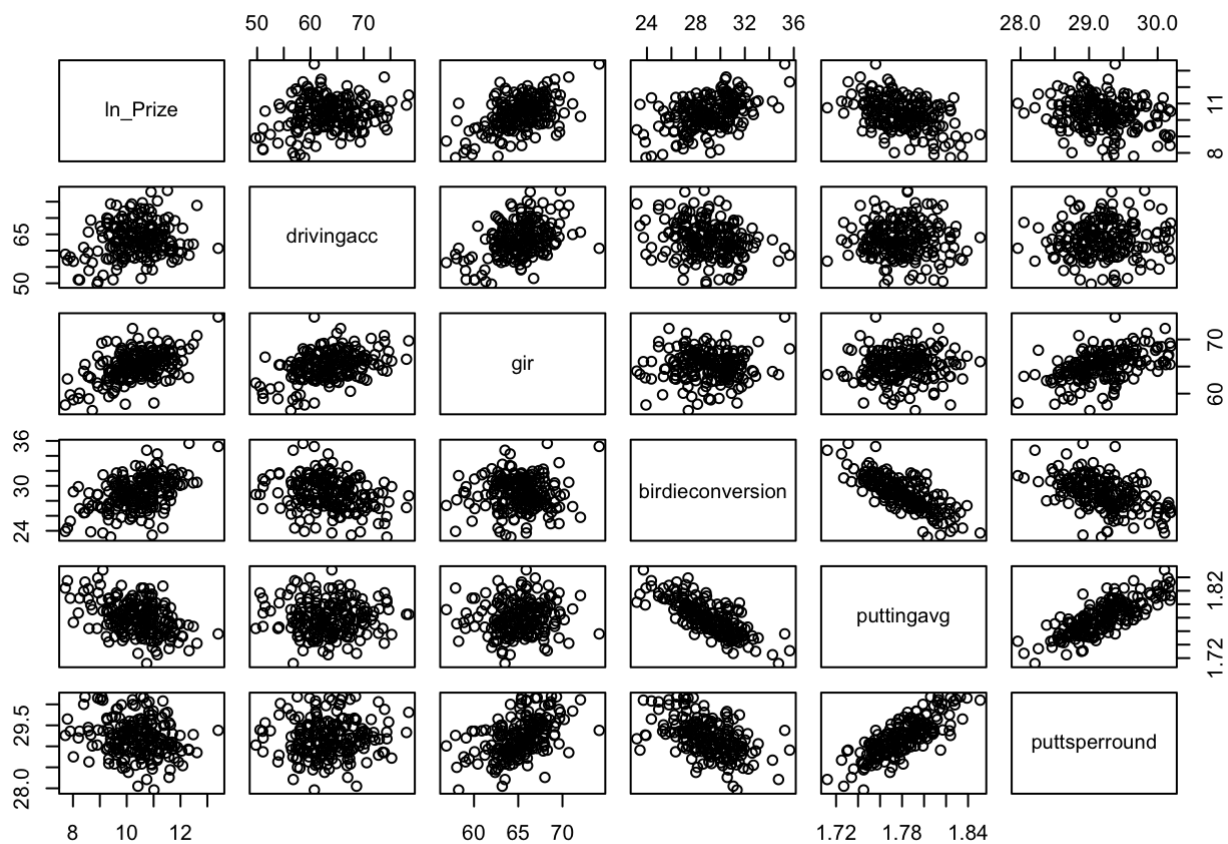 50 60 70
24 28 32 36
28.0 29.0 30.0
ln_Prize
8 11
50 65
drivingacc
gir
60 70
24 30 36
birdieconversion
puttingavg
1.72 1.82
28.0 29.5
puttsperround
8 10 12
60 65 70
1.72 1.78 1.84